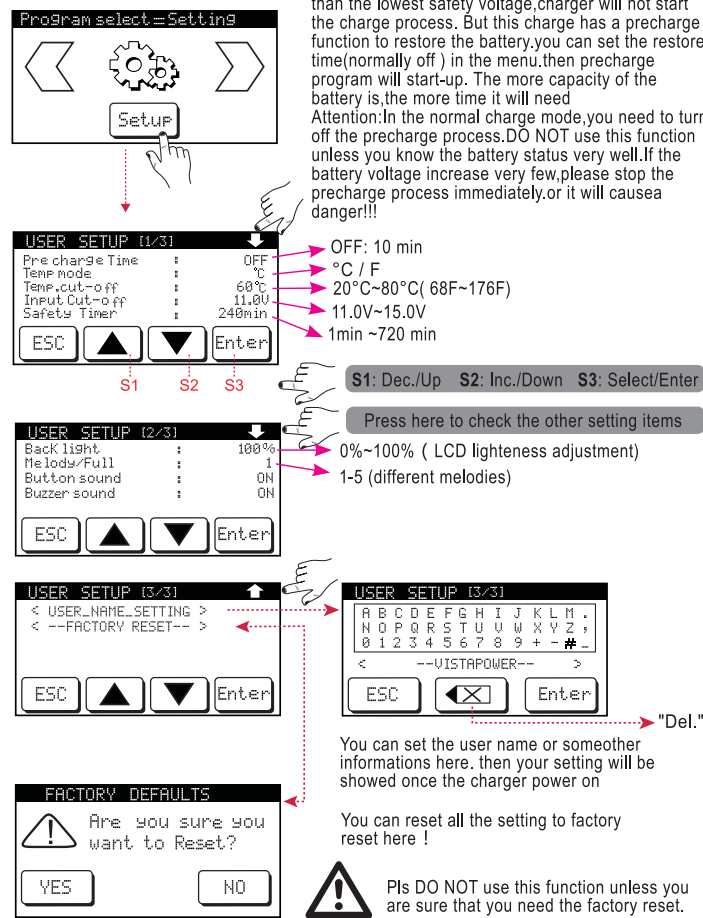 than the lowest safety voltage,charger will not start
the charge process. But this charge has a precharge
function to restore the battery.you can set the restore
time(normally off ) in the menu.then precharge
program will start-up. The more capacity of the
battery is,the more time it will need
Attention:In the normal charge mode,you need to turn
off the precharge process.DO NOT use this function
unless you know the battery status very well.If the
battery voltage increase very few,please stop the
precharge process immediately.or it will causea
danger!!!
Program select=Setting
Setup
USER SETUP [1/3]
Pre charge Time : OFF
Temp mode : °C
Temp.cut-off : 60°C
Input Cut-off : 11.0V
Safety Timer : 240min
ESC ▲ ▼ Enter
S1 S2 S3
OFF: 10 min
°C / F
20°C~80°C( 68F~176F)
11.0V~15.0V
1min ~720 min
S1: Dec./Up S2: Inc./Down S3: Select/Enter
Press here to check the other setting items
USER SETUP [2/3]
BacK light : 100%
Melody/Full : 1
Button sound : ON
Buzzer sound : ON
ESC ▲ ▼ Enter
0%~100% ( LCD lighteness adjustment)
1-5 (different melodies)
USER SETUP [3/3]
< USER_NAME_SETTING >
< --FACTORY RESET-- >
ESC ▲ ▼ Enter
USER SETUP [3/3]
A B C D E F G H I J K L M .
N O P Q R S T U V W X Y Z ,
0 1 2 3 4 5 6 7 8 9 + - # _
< --VISTAPOWER-- >
ESC Enter
"Del."
You can set the user name or someother
informations here. then your setting will be
showed once the charger power on
FACTORY DEFAULTS
Are you sure you
want to Reset?
YES NO
You can reset all the setting to factory
reset here !
Pls DO NOT use this function unless you
are sure that you need the factory reset.